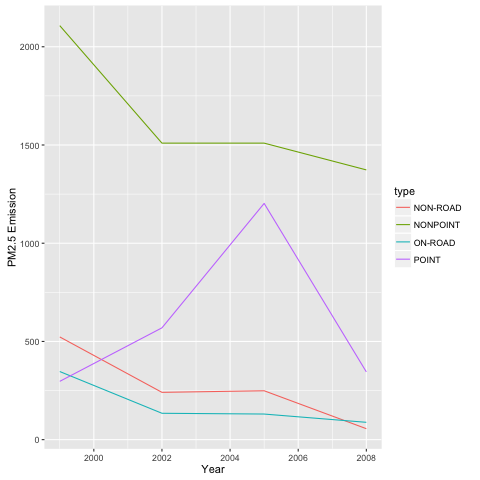 2000
1500
1000
500
0
PM2.5 Emission
2000 2002 2004 2006 2008
Year
type
NON-ROAD
NONPOINT
ON-ROAD
POINT